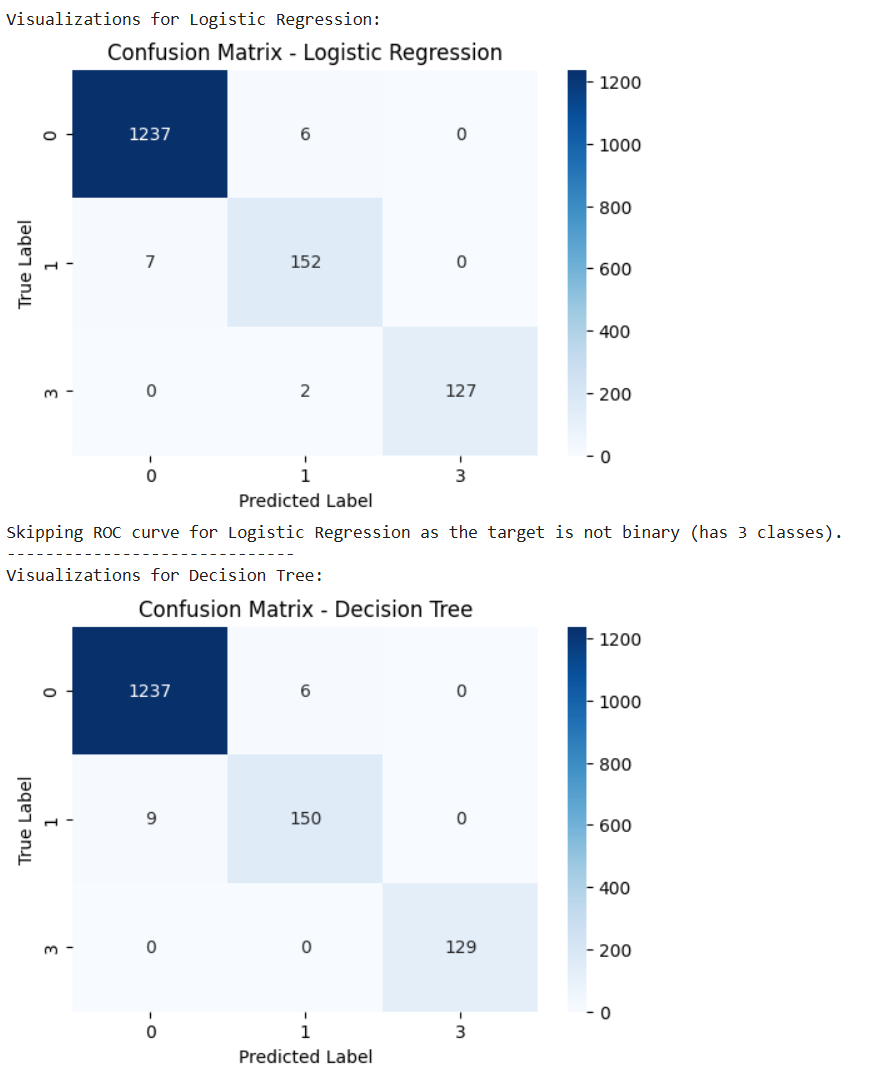 Visualizations for Logistic Regression:
Confusion Matrix - Logistic Regression
True Label
0
1237 6 0
1
7 152 0
3
0 2 127
0 1 3
Predicted Label
1200
1000
800
600
400
200
0
Skipping ROC curve for Logistic Regression as the target is not binary (has 3 classes).
------------------------------
Visualizations for Decision Tree:
Confusion Matrix - Decision Tree
True Label
0
1237 6 0
1
9 150 0
3
0 0 129
0 1 3
Predicted Label
1200
1000
800
600
400
200
0